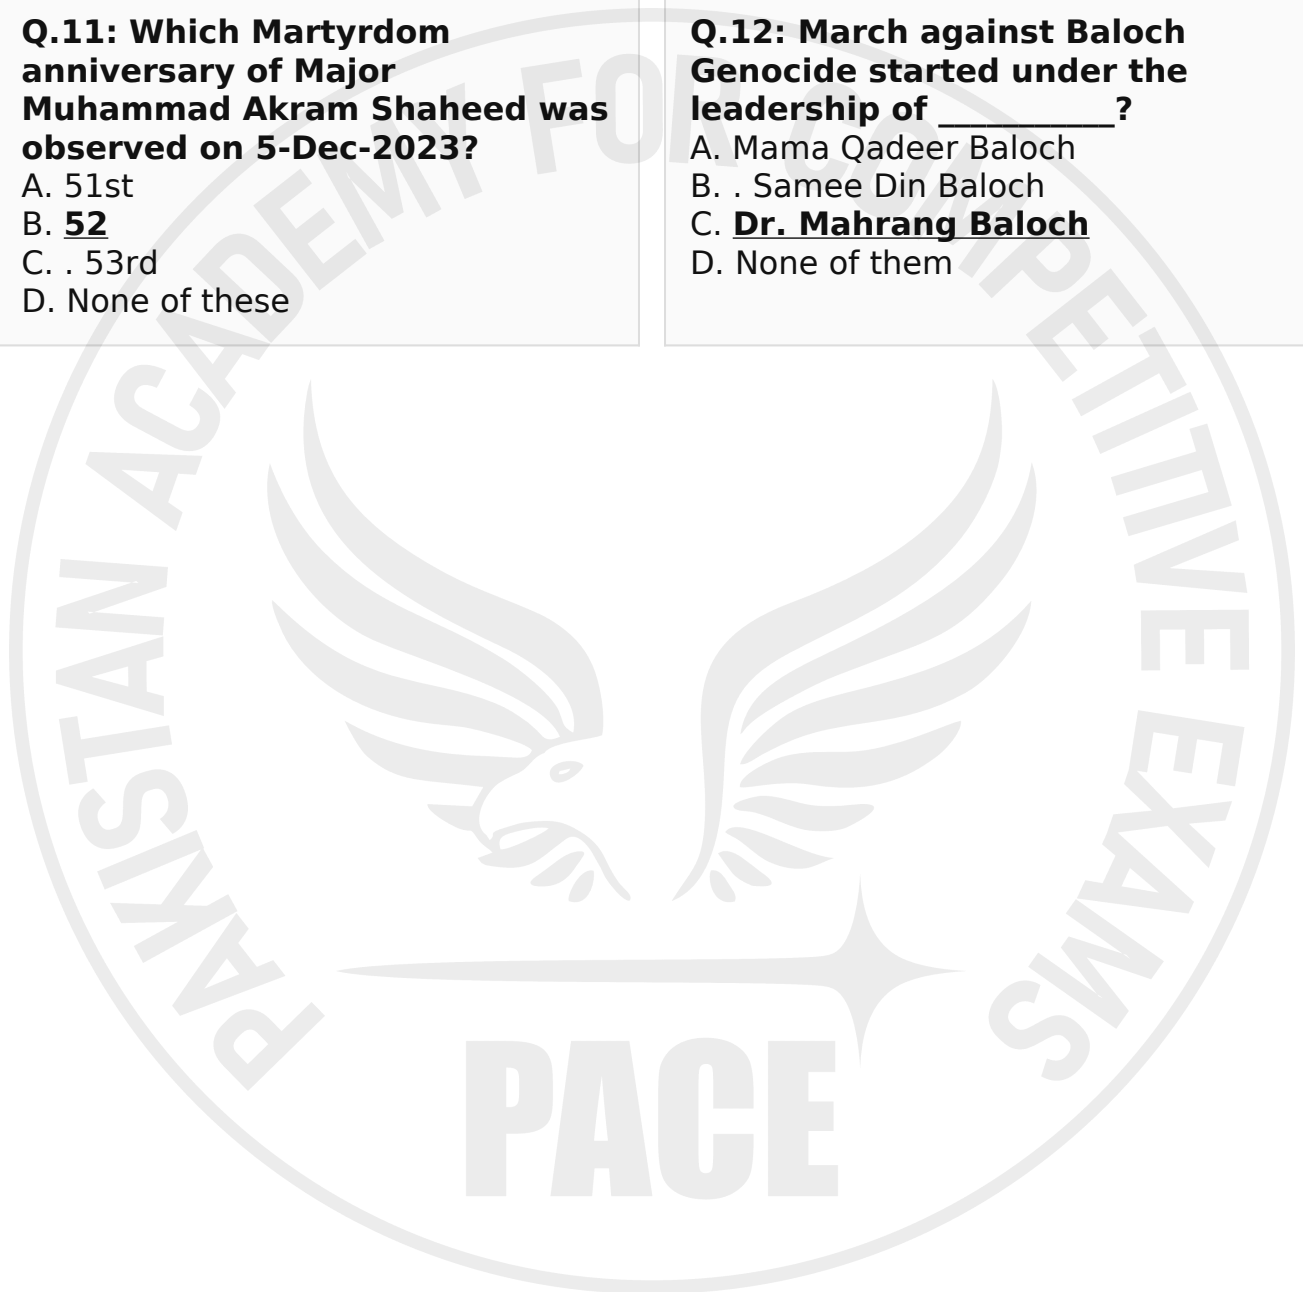 Q.11: Which Martyrdom
anniversary of Major
Muhammad Akram Shaheed was
observed on 5-Dec-2023?
A. 51st
B. 52
C. . 53rd
D. None of these
Q.12: March against Baloch
Genocide started under the
leadership of ___________?
A. Mama Qadeer Baloch
B. . Samee Din Baloch
C. Dr. Mahrang Baloch
D. None of them
PAKISTAN ACADEMY FOR COMPETITIVE EXAMS
PACE